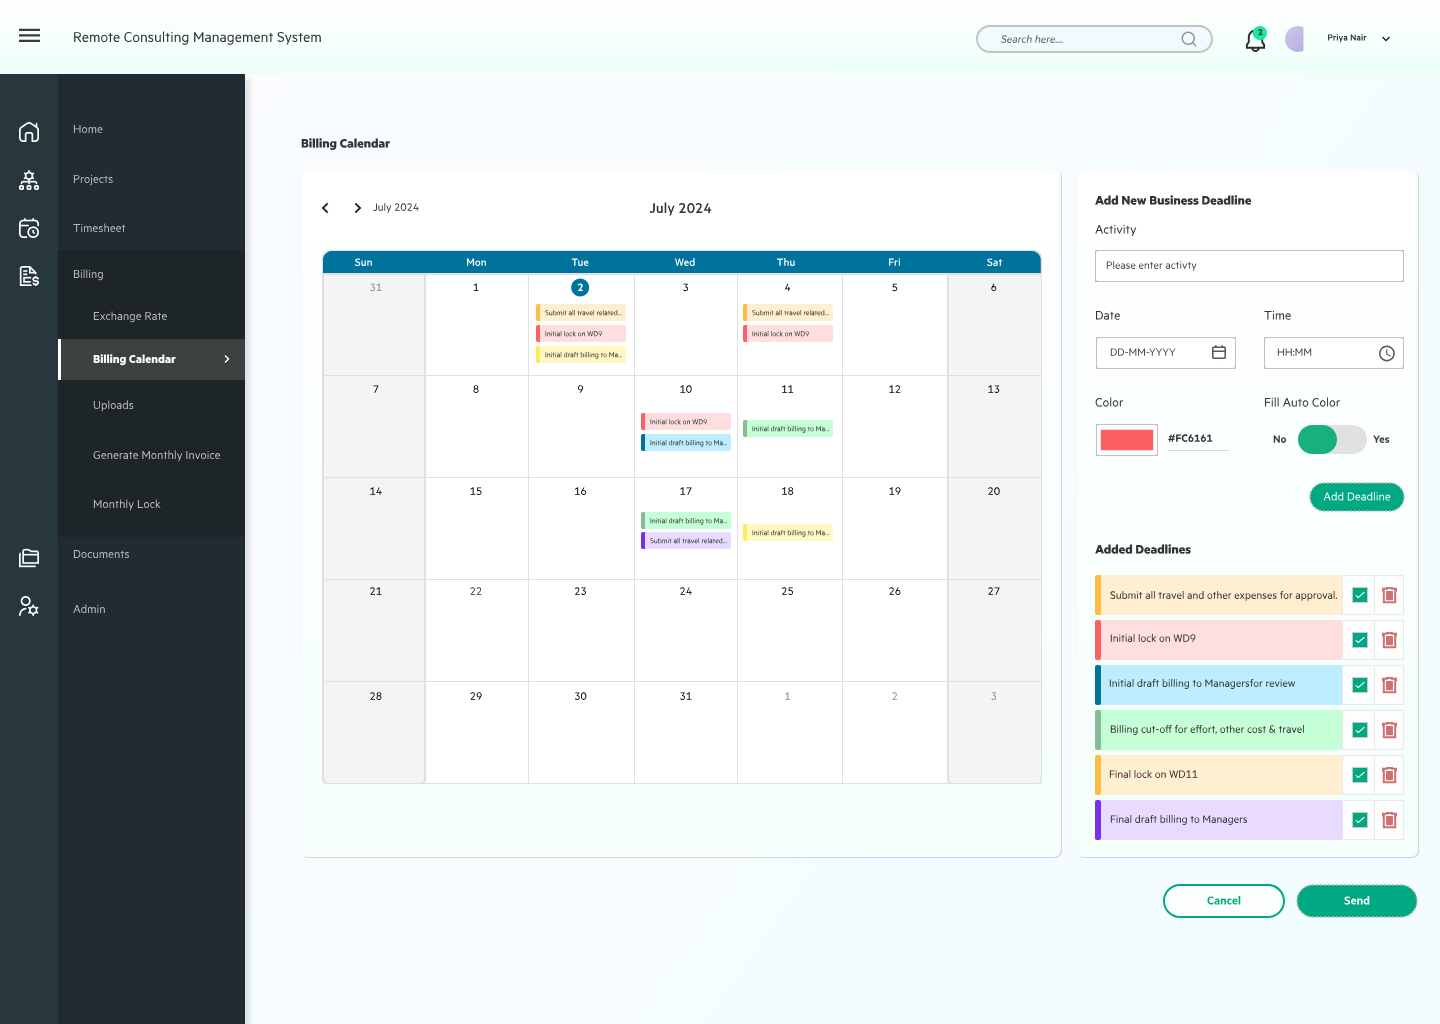 Remote Consulting Management System
Search here....
2
Priya Nair
Home
Projects
Timesheet
Billing
Exchange Rate
Billing Calendar
Uploads
Generate Monthly Invoice
Monthly Lock
Documents
Admin
Billing Calendar
July 2024
July 2024
Sun Mon Tue Wed Thu Fri Sat
31 1 2 3 4 5 6
Submit all travel related... Submit all travel related...
Initial lock on WD9 Initial lock on WD9
Initial draft billing to Ma...
7 8 9 10 11 12 13
Initial lock on WD9
Initial draft billing to Ma...
Initial draft billing to Ma...
14 15 16 17 18 19 20
Initial draft billing to Ma...
Submit all travel related...
Initial draft billing to Ma...
21 22 23 24 25 26 27
28 29 30 31 1 2 3
Add New Business Deadline
Activity
Please enter activty
Date Time
DD-MM-YYYY HH:MM
Color Fill Auto Color
#FC6161 No Yes
Add Deadline
Added Deadlines
Submit all travel and other expenses for approval.
Initial lock on WD9
Initial draft billing to Managersfor review
Billing cut-off for effort, other cost & travel
Final lock on WD11
Final draft billing to Managers
Cancel Send